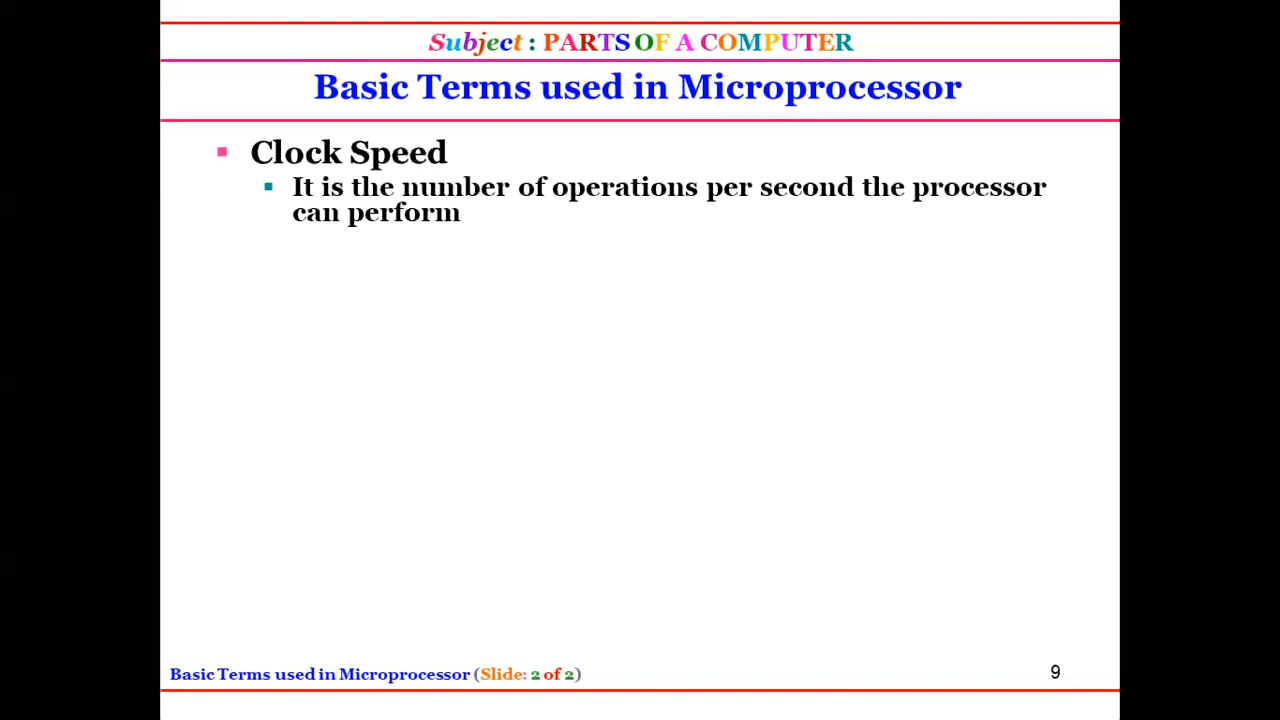 Subject : PARTS OF A COMPUTER
Basic Terms used in Microprocessor
Clock Speed
It is the number of operations per second the processor
can perform
Basic Terms used in Microprocessor (Slide: 2 of 2)
9